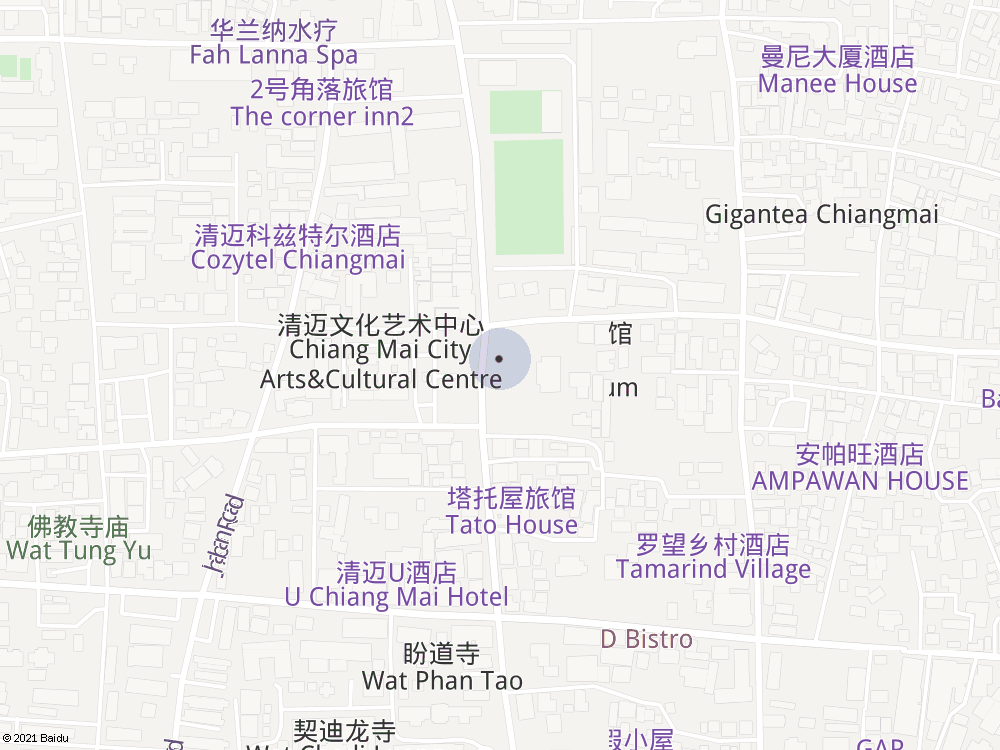 华兰纳水疗
Fah Lanna Spa
曼尼大厦酒店
Manee House
2号角落旅馆
The corner inn2
Gigantea Chiangmai
清迈科兹特尔酒店
Cozytel Chiangmai
清迈文化艺术中心
Chiang Mai City
Arts&Cultural Centre
馆
um
Ba
安帕旺酒店
AMPAWAN HOUSE
塔托屋旅馆
Tato House
佛教寺庙
Wat Tung Yu
罗望乡村酒店
Tamarind Village
清迈U酒店
U Chiang Mai Hotel
D Bistro
盼道寺
Wat Phan Tao
契迪龙寺
GAP
© 2021 Baidu